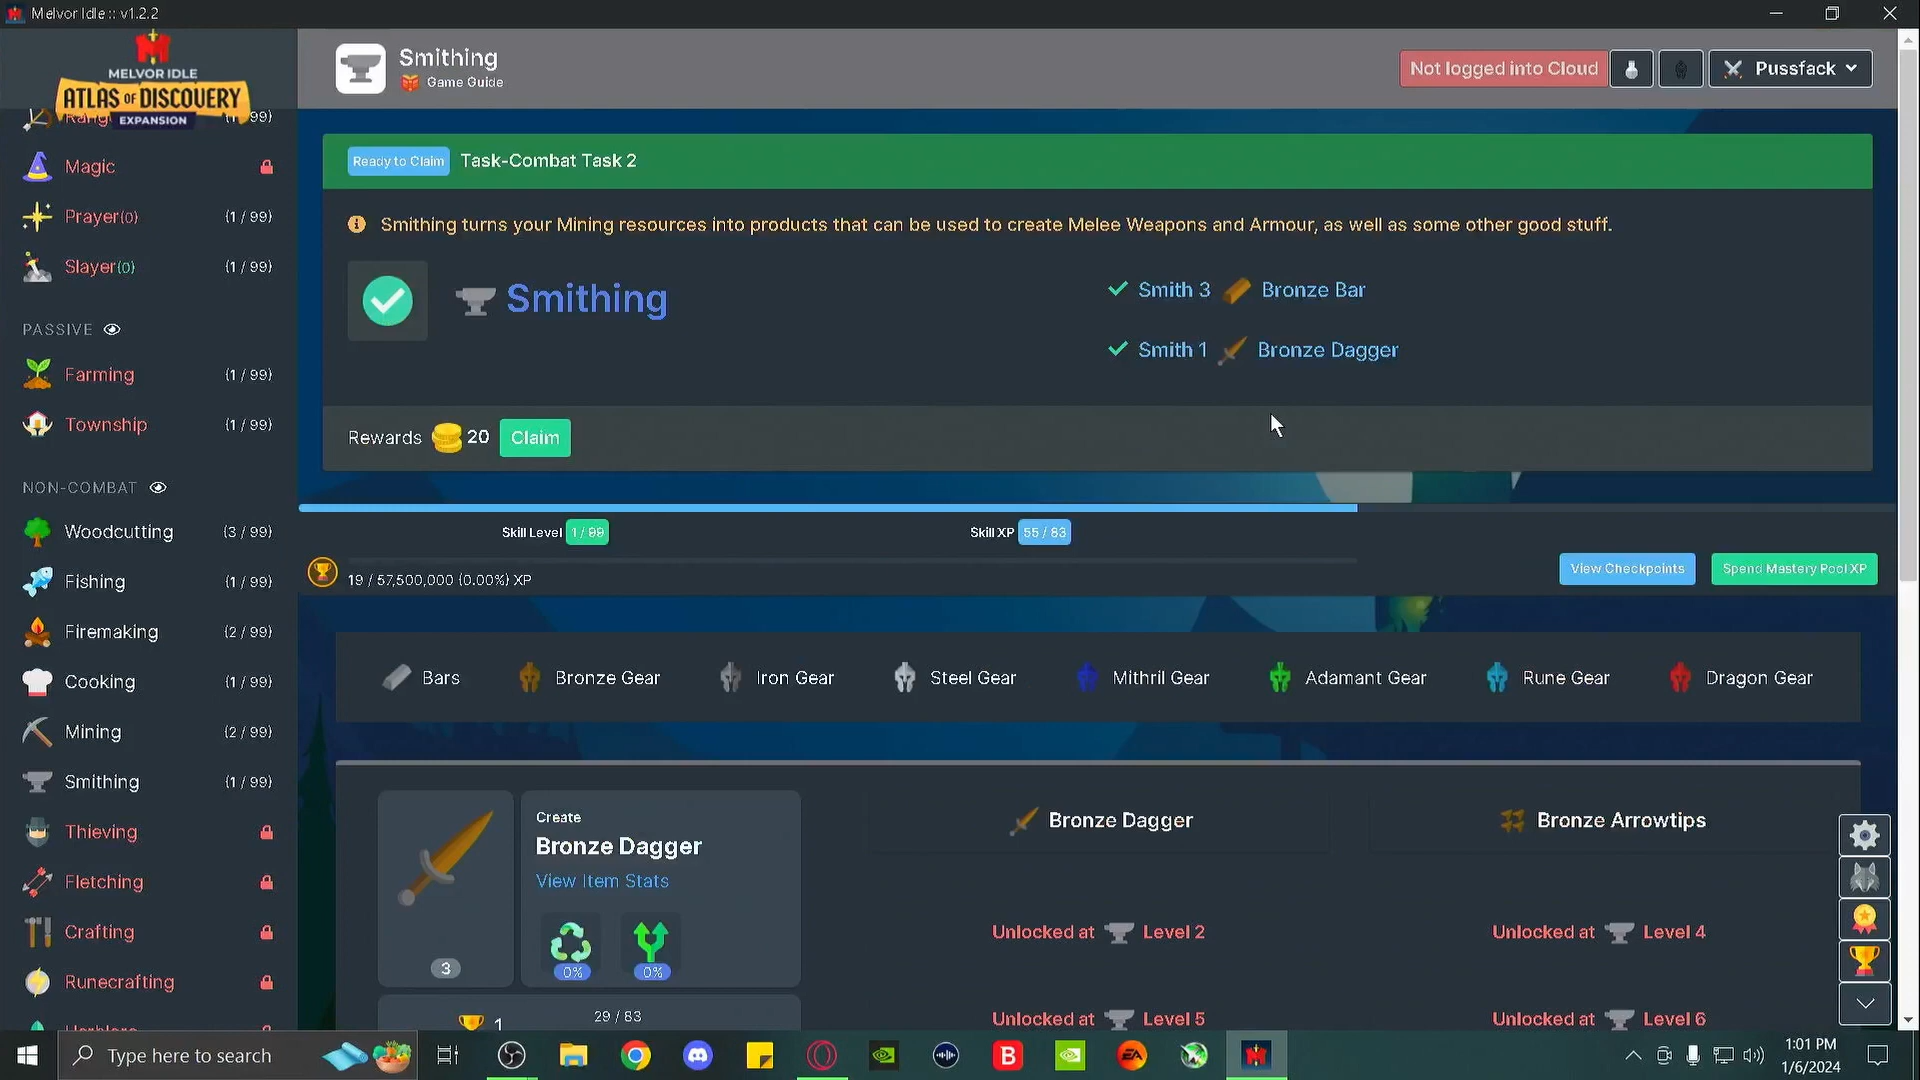 Melvor Idle :: v1.2.2
MELVOR IDLE
ATLAS OF DISCOVERY
EXPANSION
Magic
Prayer(0) (1 / 99)
Slayer(0) (1 / 99)
PASSIVE
Farming (1 / 99)
Township (1 / 99)
NON-COMBAT
Woodcutting (3 / 99)
Fishing (1 / 99)
Firemaking (2 / 99)
Cooking (1 / 99)
Mining (2 / 99)
Smithing (1 / 99)
Thieving
Fletching
Crafting
Runecrafting
Smithing
Game Guide
Not logged into Cloud
Pussfack
Ready to Claim Task-Combat Task 2
Smithing turns your Mining resources into products that can be used to create Melee Weapons and Armour, as well as some other good stuff.
Smithing
Smith 3 Bronze Bar
Smith 1 Bronze Dagger
Rewards 20 Claim
Skill Level 1 / 99 Skill XP 55 / 83
19 / 57,500,000 (0.00%) XP
View Checkpoints Spend Mastery Pool XP
Bars Bronze Gear Iron Gear Steel Gear Mithril Gear Adamant Gear Rune Gear Dragon Gear
Create
Bronze Dagger
View Item Stats
3
0% 0%
1 29 / 83
Bronze Dagger Bronze Arrowtips
Unlocked at Level 2 Unlocked at Level 4
Unlocked at Level 5 Unlocked at Level 6
Type here to search
1:01 PM
1/6/2024